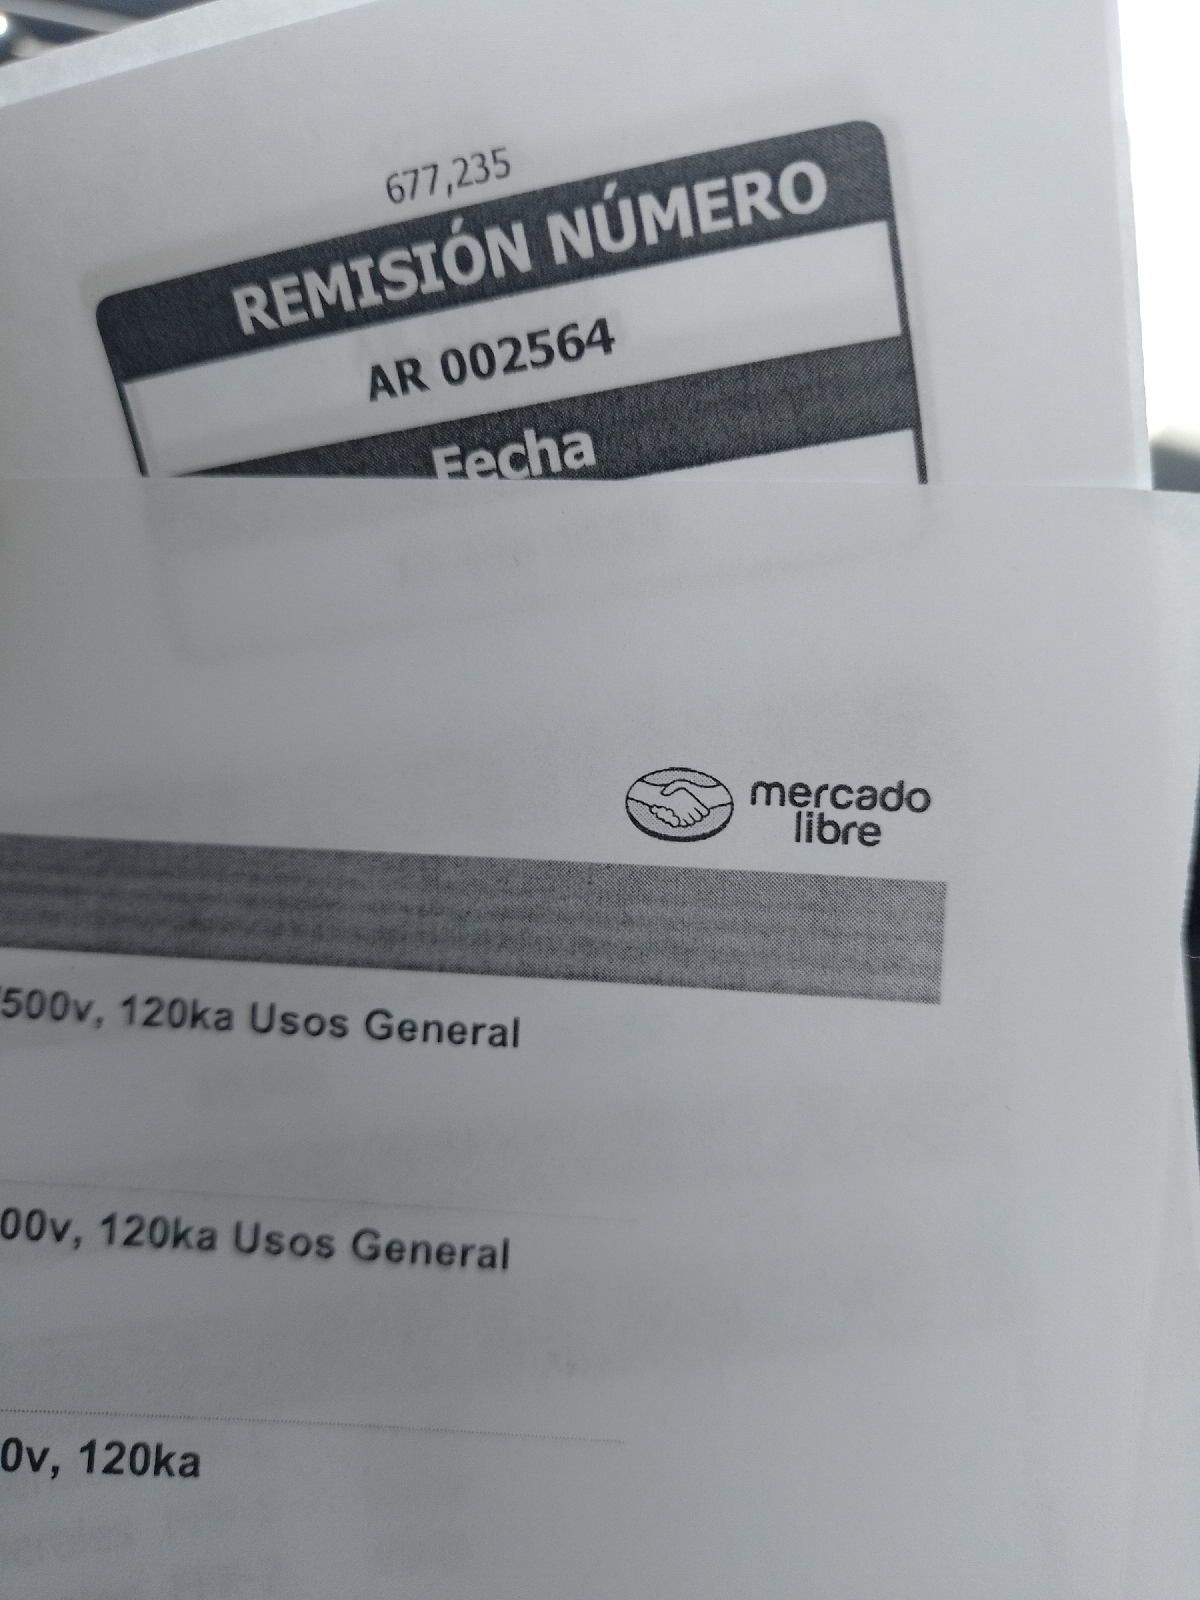 677,235
REMISIÓN NÚMERO
AR 002564
Fecha
mercado
libre
500v, 120ka Usos General
00v, 120ka Usos General
0v, 120ka